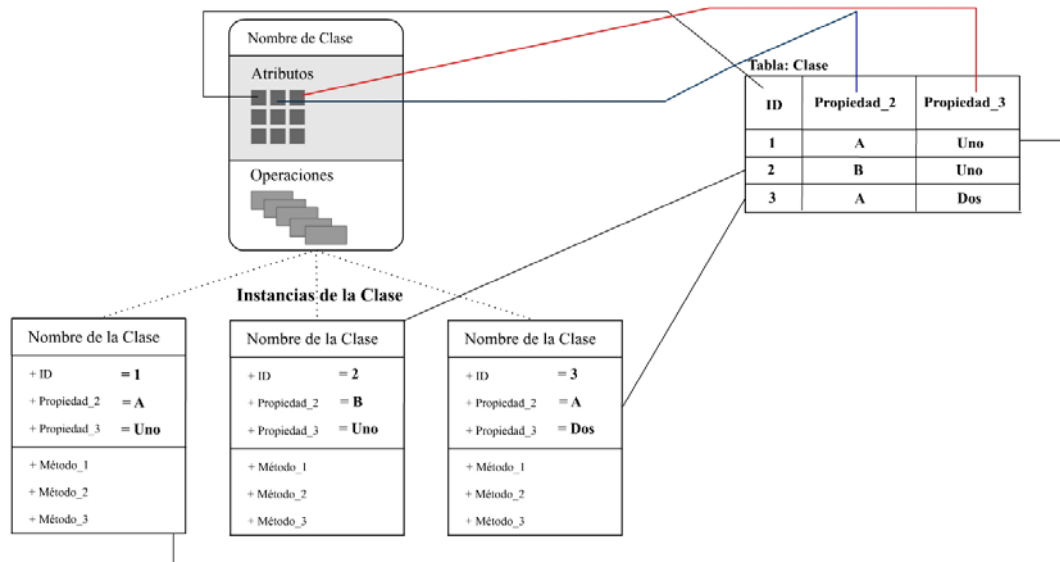 Nombre de Clase
Atributos
Operaciones
Tabla: Clase
ID Propiedad_2 Propiedad_3
1 A Uno
2 B Uno
3 A Dos
Instancias de la Clase
Nombre de la Clase
+ ID = 1
+ Propiedad_2 = A
+ Propiedad_3 = Uno
+ Método_1
+ Método_2
+ Método_3
Nombre de la Clase
+ ID = 2
+ Propiedad_2 = B
+ Propiedad_3 = Uno
+ Método_1
+ Método_2
+ Método_3
Nombre de la Clase
+ ID = 3
+ Propiedad_2 = A
+ Propiedad_3 = Dos
+ Método_1
+ Método_2
+ Método_3